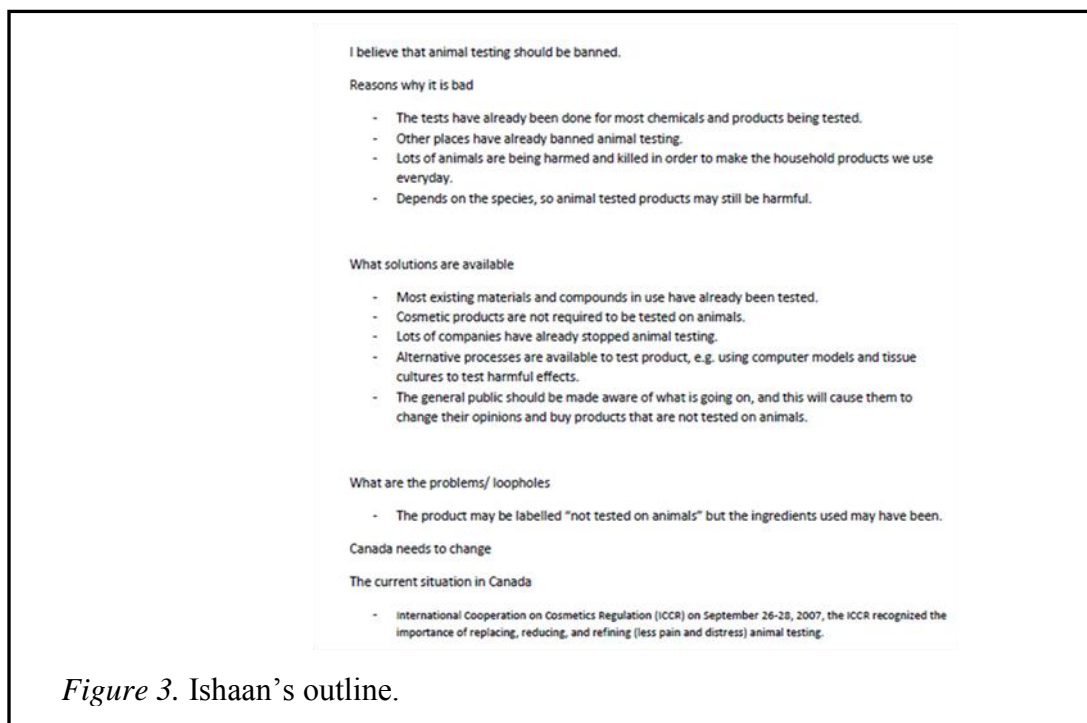 I believe that animal testing should be banned.
Reasons why it is bad
- The tests have already been done for most chemicals and products being tested.
- Other places have already banned animal testing.
- Lots of animals are being harmed and killed in order to make the household products we use
everyday.
- Depends on the species, so animal tested products may still be harmful.
What solutions are available
- Most existing materials and compounds in use have already been tested.
- Cosmetic products are not required to be tested on animals.
- Lots of companies have already stopped animal testing.
- Alternative processes are available to test product, e.g. using computer models and tissue
cultures to test harmful effects.
- The general public should be made aware of what is going on, and this will cause them to
change their opinions and buy products that are not tested on animals.
What are the problems/ loopholes
- The product may be labelled "not tested on animals" but the ingredients used may have been.
Canada needs to change
The current situation in Canada
- International Cooperation on Cosmetics Regulation (ICCR) on September 26-28, 2007, the ICCR recognized the
importance of replacing, reducing, and refining (less pain and distress) animal testing.
Figure 3. Ishaan's outline.